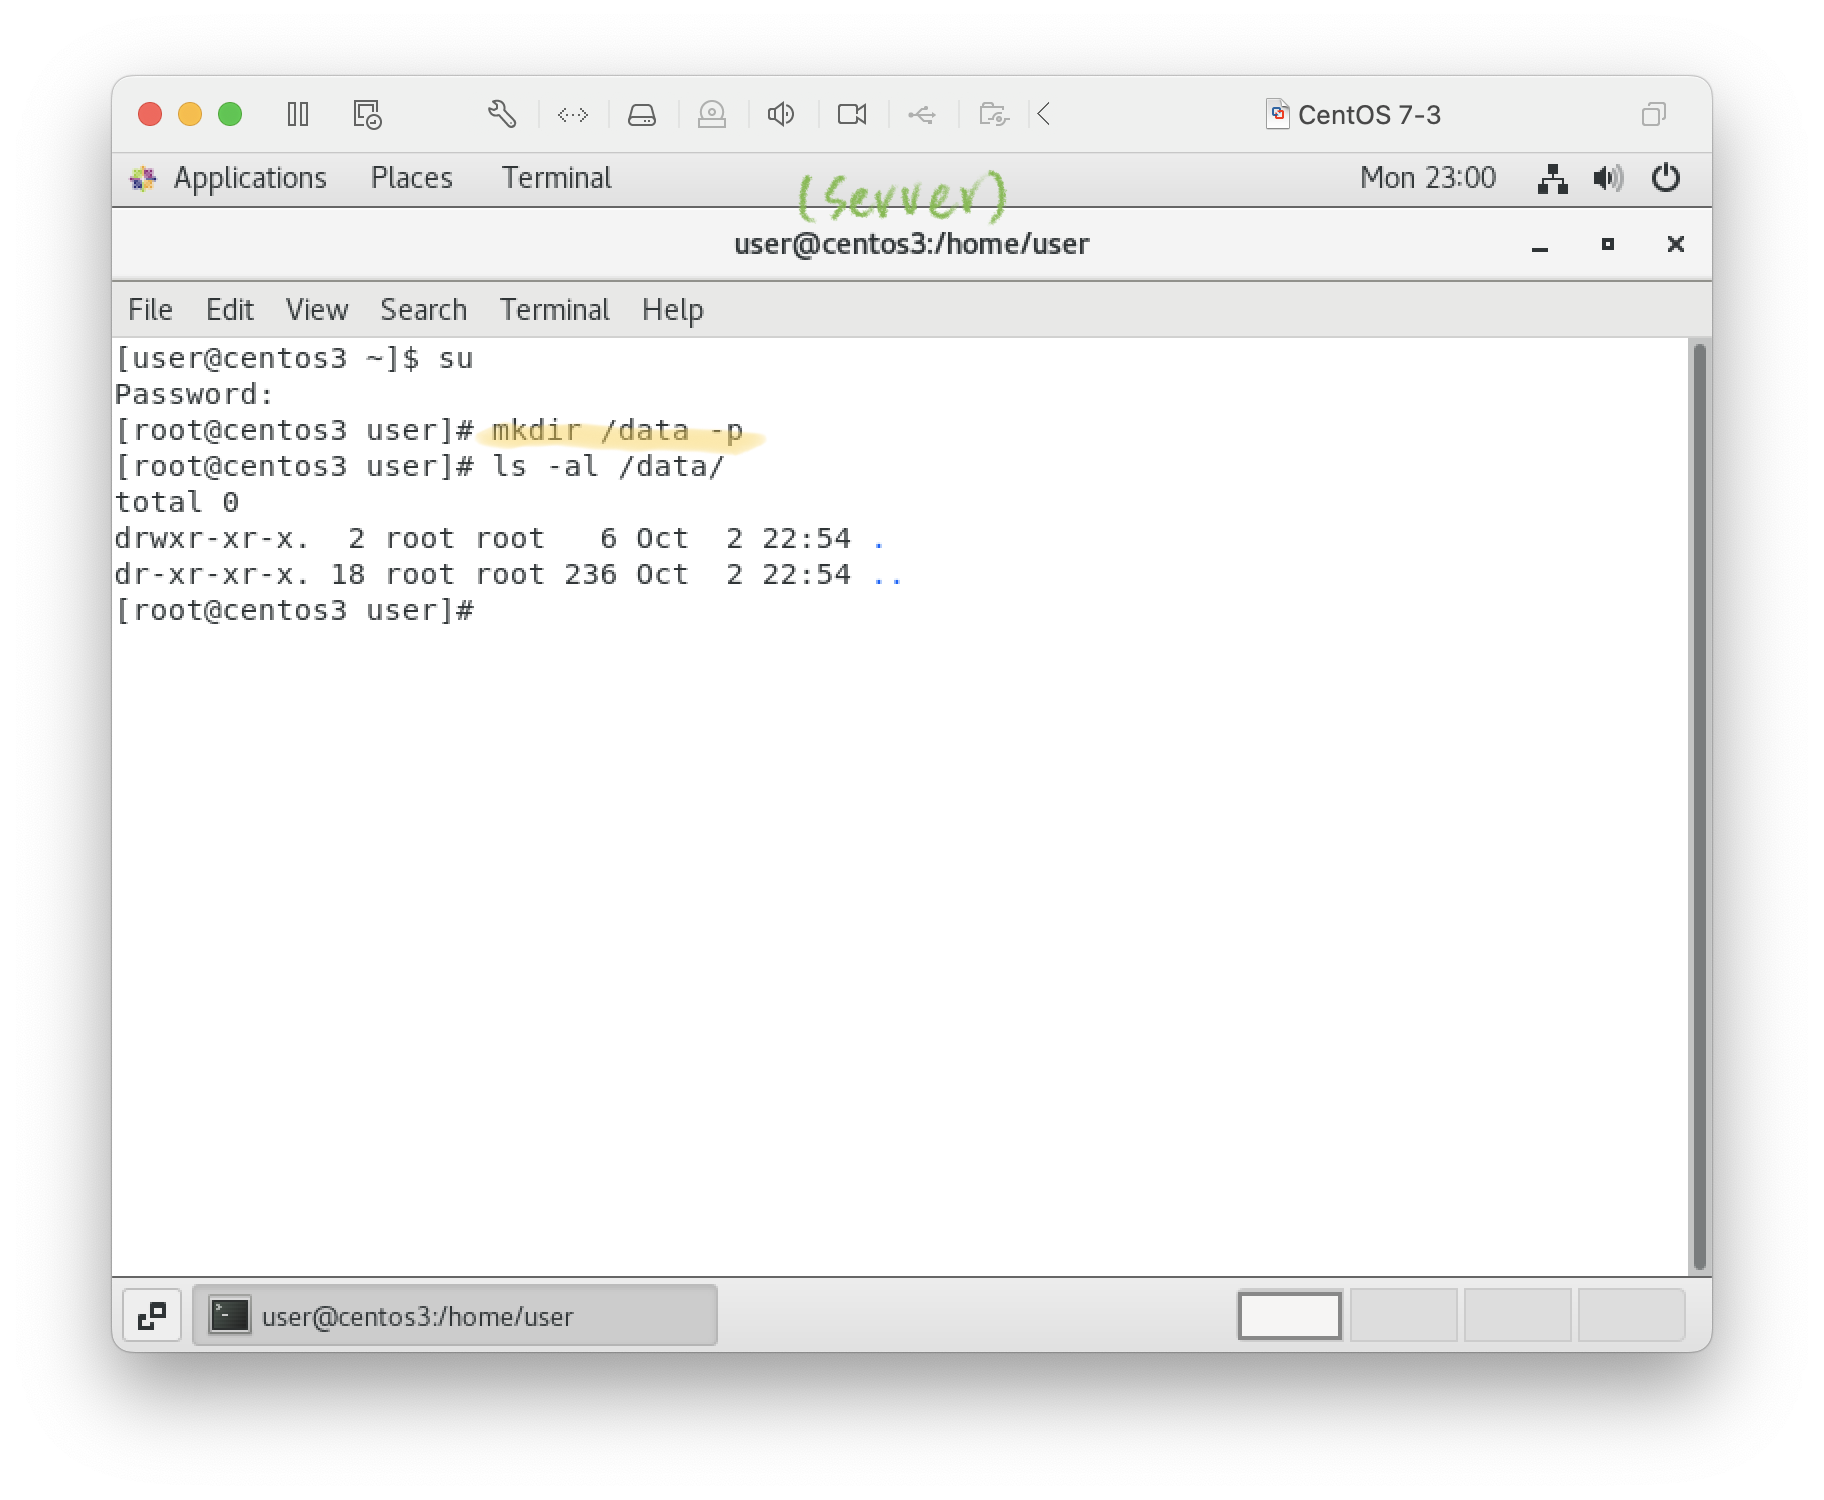 CentOS 7-3
Applications Places Terminal Mon 23:00
(server)
user@centos3:/home/user
File Edit View Search Terminal Help
[user@centos3 ~]$ su
Password:
[root@centos3 user]# mkdir /data -p
[root@centos3 user]# ls -al /data/
total 0
drwxr-xr-x.  2 root root   6 Oct  2 22:54 .
dr-xr-xr-x. 18 root root 236 Oct  2 22:54 ..
[root@centos3 user]#
user@centos3:/home/user